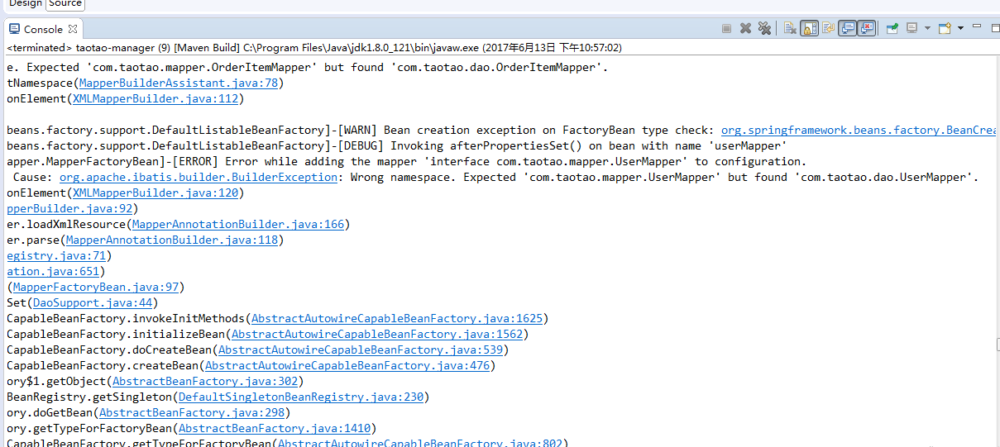 Design Source
Console
<terminated> taotao-manager (9) [Maven Build] C:\Program Files\Java\jdk1.8.0_121\bin\javaw.exe (2017年6月13日 下午10:57:02)
e. Expected 'com.taotao.mapper.OrderItemMapper' but found 'com.taotao.dao.OrderItemMapper'.
tNamespace(MapperBuilderAssistant.java:78)
onElement(XMLMapperBuilder.java:112)
beans.factory.support.DefaultListableBeanFactory]-[WARN] Bean creation exception on FactoryBean type check: org.springframework.beans.factory.BeanCrea
beans.factory.support.DefaultListableBeanFactory]-[DEBUG] Invoking afterPropertiesSet() on bean with name 'userMapper'
apper.MapperFactoryBean]-[ERROR] Error while adding the mapper 'interface com.taotao.mapper.UserMapper' to configuration.
Cause: org.apache.ibatis.builder.BuilderException: Wrong namespace. Expected 'com.taotao.mapper.UserMapper' but found 'com.taotao.dao.UserMapper'.
onElement(XMLMapperBuilder.java:120)
pperBuilder.java:92)
er.loadXmlResource(MapperAnnotationBuilder.java:166)
er.parse(MapperAnnotationBuilder.java:118)
egistry.java:71)
ation.java:651)
(MapperFactoryBean.java:97)
Set(DaoSupport.java:44)
CapableBeanFactory.invokeInitMethods(AbstractAutowireCapableBeanFactory.java:1625)
CapableBeanFactory.initializeBean(AbstractAutowireCapableBeanFactory.java:1562)
CapableBeanFactory.doCreateBean(AbstractAutowireCapableBeanFactory.java:539)
CapableBeanFactory.createBean(AbstractAutowireCapableBeanFactory.java:476)
ory$1.getObject(AbstractBeanFactory.java:302)
BeanRegistry.getSingleton(DefaultSingletonBeanRegistry.java:230)
ory.doGetBean(AbstractBeanFactory.java:298)
ory.getTypeForFactoryBean(AbstractBeanFactory.java:1410)
CapableBeanFactory.getTypeForFactoryBean(AbstractAutowireCapableBeanFactory.java:802)